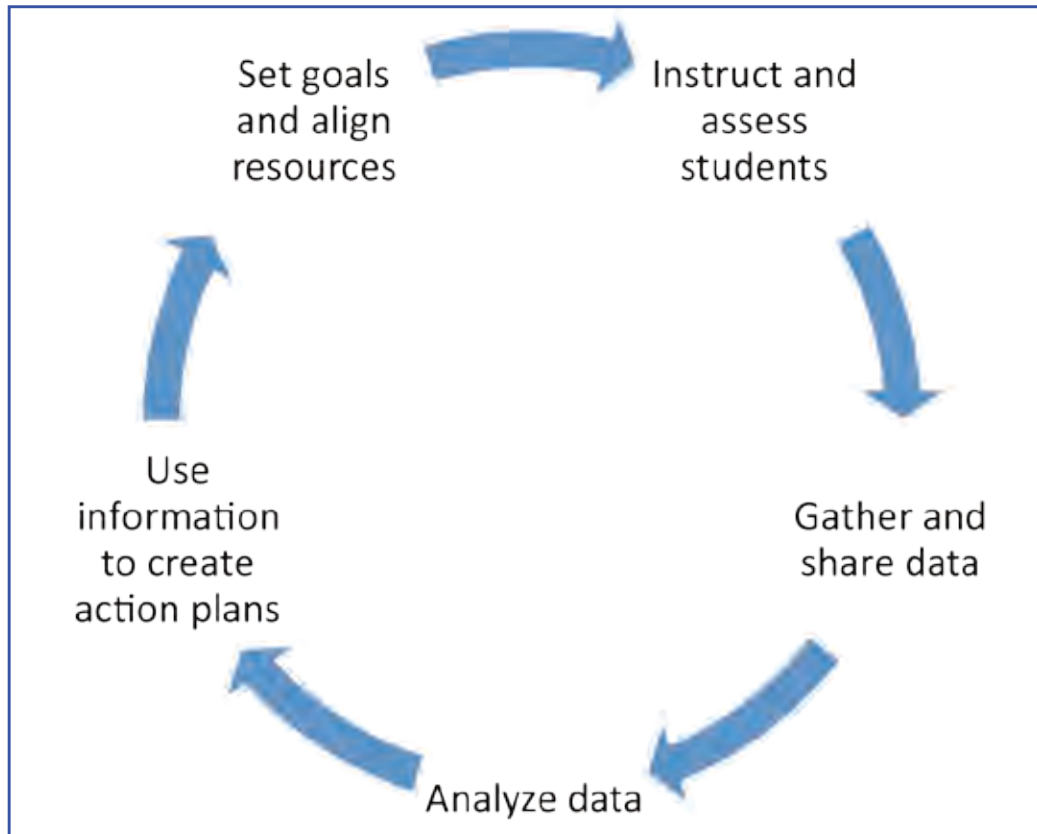 Set goals
and align
resources
Instruct and
assess
students
Gather and
share data
Analyze data
Use
information
to create
action plans